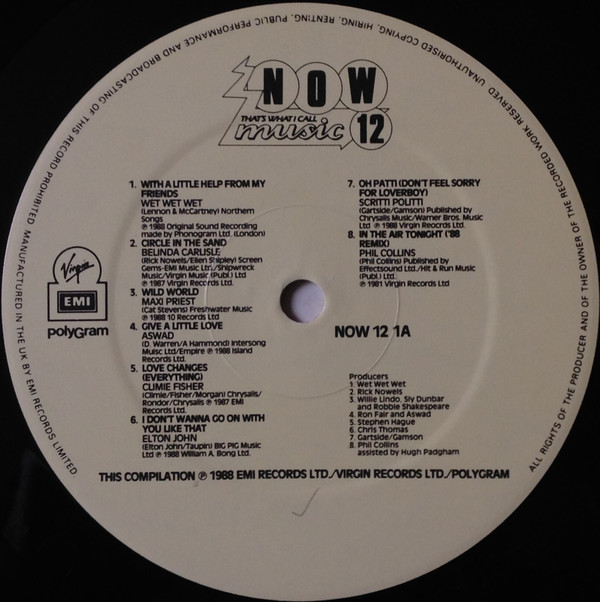 UNAUTHORISED COPYING, HIRING, RENTING, PUBLIC PERFORMANCE AND BROADCASTING OF THIS RECORD PROHIBITED. MANUFACTURED IN THE UK BY EMI RECORDS LIMITED
ALL RIGHTS OF THE PRODUCER AND OF THE OWNER OF THE RECORDED WORK RESERVED
NOW
THAT'S WHAT I CALL
music 12
1. WITH A LITTLE HELP FROM MY
FRIENDS
WET WET WET
(Lennon & McCartney) Northern
Songs
℗ 1988 Original Sound Recording
made by Phonogram Ltd. (London)
2. CIRCLE IN THE SAND
BELINDA CARLISLE
(Rick Nowels/Ellen Shipley) Screen
Gems-EMI Music Ltd./Shipwreck
Music/Virgin Music (Publ.) Ltd
℗ 1987 Virgin Records Ltd.
3. WILD WORLD
MAXI PRIEST
(Cat Stevens) Freshwater Music
℗ 1988 10 Records Ltd
4. GIVE A LITTLE LOVE
ASWAD
(D. Warren/A Hammond) Intersong
Music Ltd/Empire ℗ 1988 Island
Records Ltd.
5. LOVE CHANGES
(EVERYTHING)
CLIMIE FISHER
(Climie/Fisher/Morgan) Chrysalis/
Rondor/Chrysalis ℗ 1987 EMI
Records Ltd.
6. I DON'T WANNA GO ON WITH
YOU LIKE THAT
ELTON JOHN
(Elton John/Taupin) BIG PIG Music
Ltd ℗ 1988 William A. Bong Ltd.
7. OH PATTI (DON'T FEEL SORRY
FOR LOVERBOY)
SCRITTI POLITTI
(Gartside/Gamson) Published by
Chrysalis Music/Warner Bros. Music
Ltd ℗ 1988 Virgin Records Ltd.
8. IN THE AIR TONIGHT ('88
REMIX)
PHIL COLLINS
(Phil Collins) Published by
Effectsound Ltd./Hit & Run Music
(Publ.) Ltd.
℗ 1981 Virgin Records Ltd.
Virgin
EMI
polyGram
NOW 12 1A
Producers
1. Wet Wet Wet
2. Rick Nowels
3. Willie Lindo, Sly Dunbar
and Robbie Shakespeare
4. Ron Fair and Aswad
5. Stephen Hague
6. Chris Thomas
7. Gartside/Gamson
8. Phil Collins
assisted by Hugh Padgham
THIS COMPILATION ℗ 1988 EMI RECORDS LTD./VIRGIN RECORDS LTD./POLYGRAM